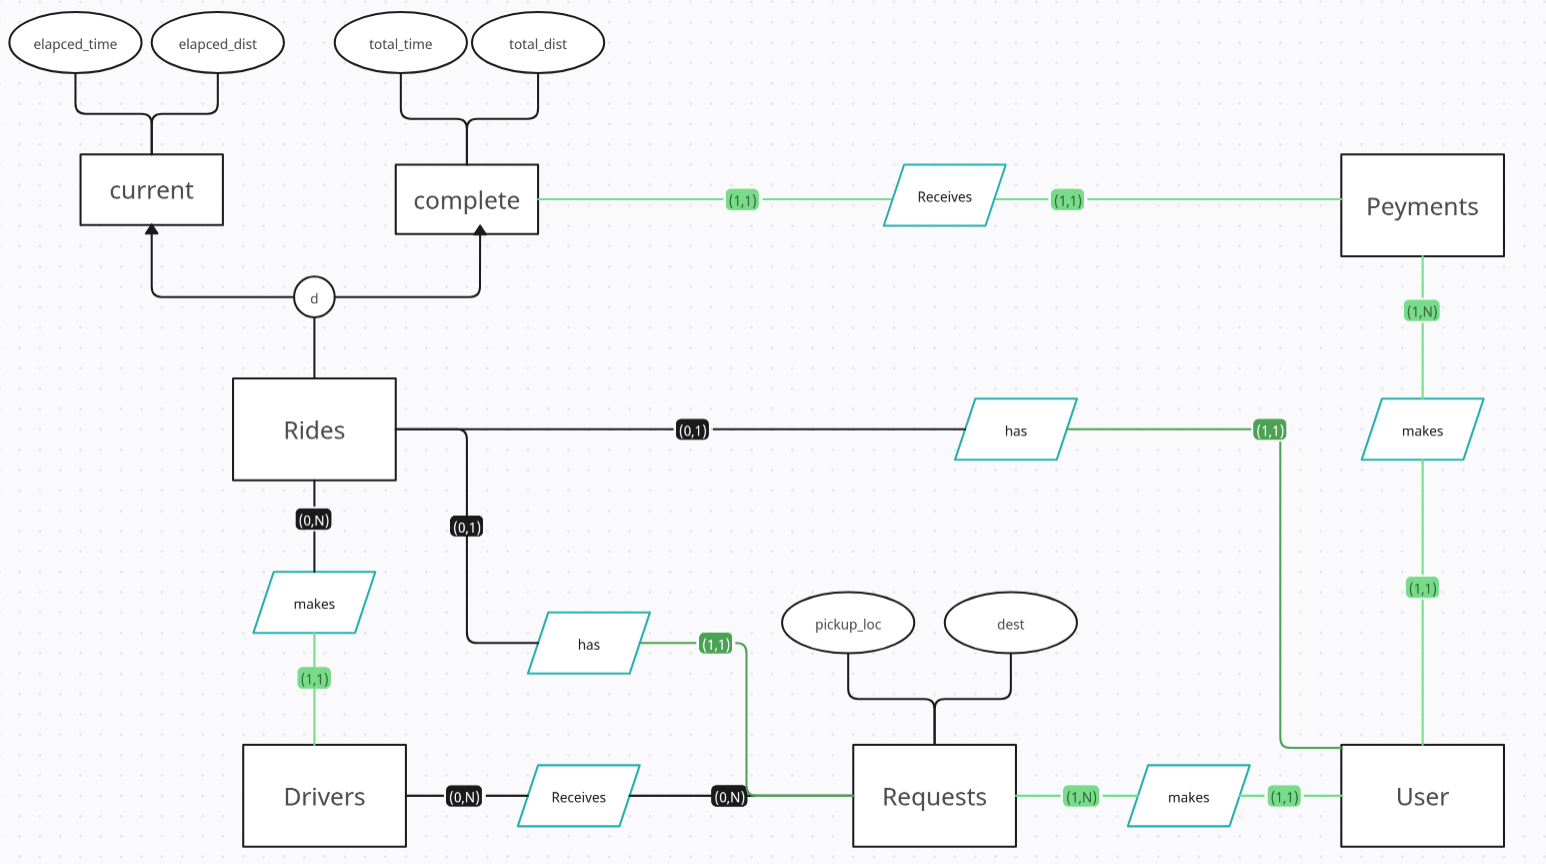 elapced_time
elapced_dist
total_time
total_dist
current
complete
(1,1)
Receives
(1,1)
Peyments
d
(1,N)
Rides
(0,1)
has
(1,1)
makes
(0,N)
(0,1)
makes
(1,1)
has
(1,1)
pickup_loc
dest
(1,1)
Drivers
(0,N)
Receives
(0,N)
Requests
(1,N)
makes
(1,1)
User